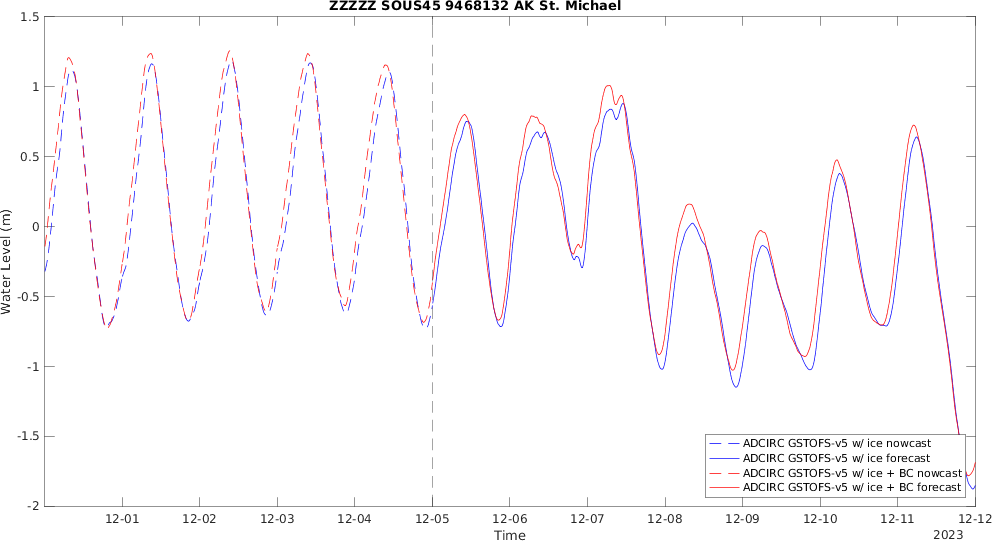 ZZZZZ SOUS45 9468132 AK St. Michael
1.5
1
0.5
0
-0.5
-1
-1.5
-2
Water Level (m)
12-01 12-02 12-03 12-04 12-05 12-06 12-07 12-08 12-09 12-10 12-11 12-12
Time
2023
ADCIRC GSTOFS-v5 w/ ice nowcast
ADCIRC GSTOFS-v5 w/ ice forecast
ADCIRC GSTOFS-v5 w/ ice + BC nowcast
ADCIRC GSTOFS-v5 w/ ice + BC forecast